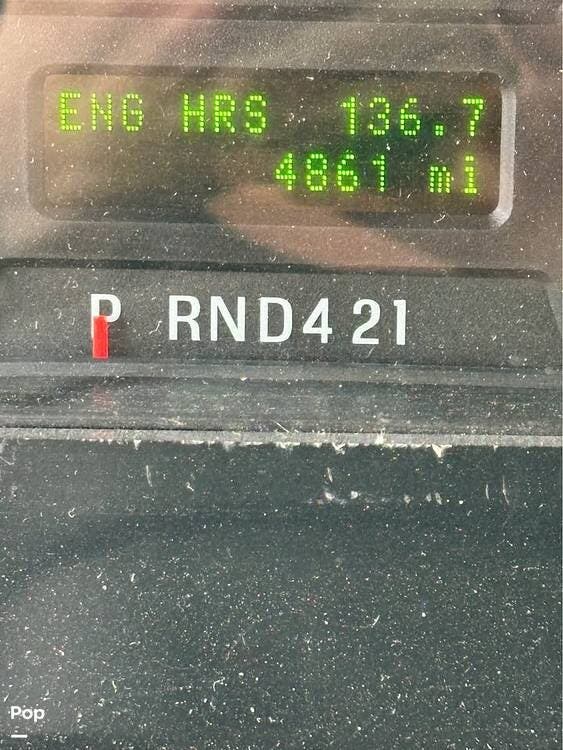 ENG HRS 136.7
4861 mi
P RND421
Pop